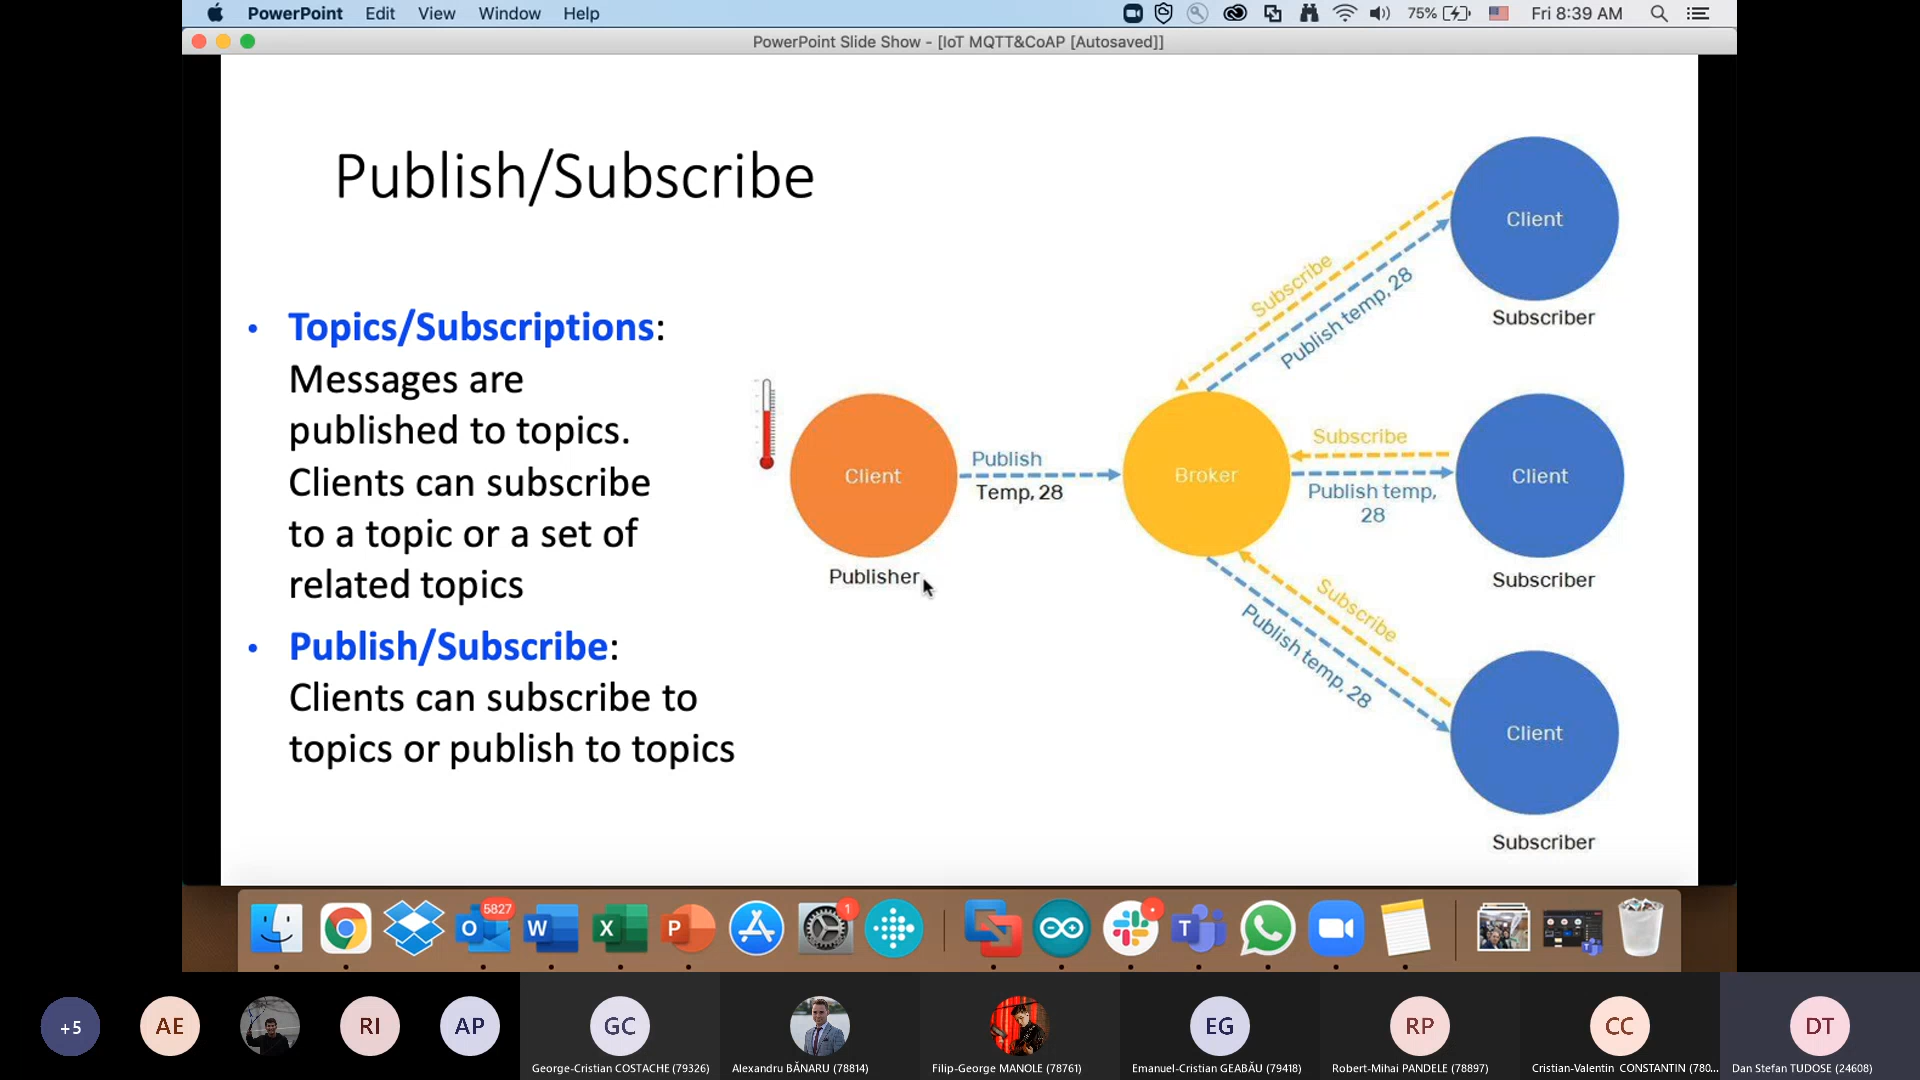 PowerPoint Edit View Window Help 75% Fri 8:39 AM
PowerPoint Slide Show - [IoT MQTT&CoAP [Autosaved]]
Publish/Subscribe
• Topics/Subscriptions:
Messages are
published to topics.
Clients can subscribe
to a topic or a set of
related topics
• Publish/Subscribe:
Clients can subscribe to
topics or publish to topics
Client
Publisher
Publish
Temp, 28
Broker
Subscribe
Publish temp, 28
Client
Subscriber
Subscribe
Publish temp,
28
Client
Subscriber
Subscribe
Publish temp, 28
Client
Subscriber
5827
O
W
X
P
1
T
+5
AE
RI
AP
GC
George-Cristian COSTACHE (79326)
Alexandru BĂNARU (78814)
Filip-George MANOLE (78761)
EG
Emanuel-Cristian GEABĂU (79418)
RP
Robert-Mihai PANDELE (78897)
CC
Cristian-Valentin CONSTANTIN (780...
DT
Dan Stefan TUDOSE (24608)